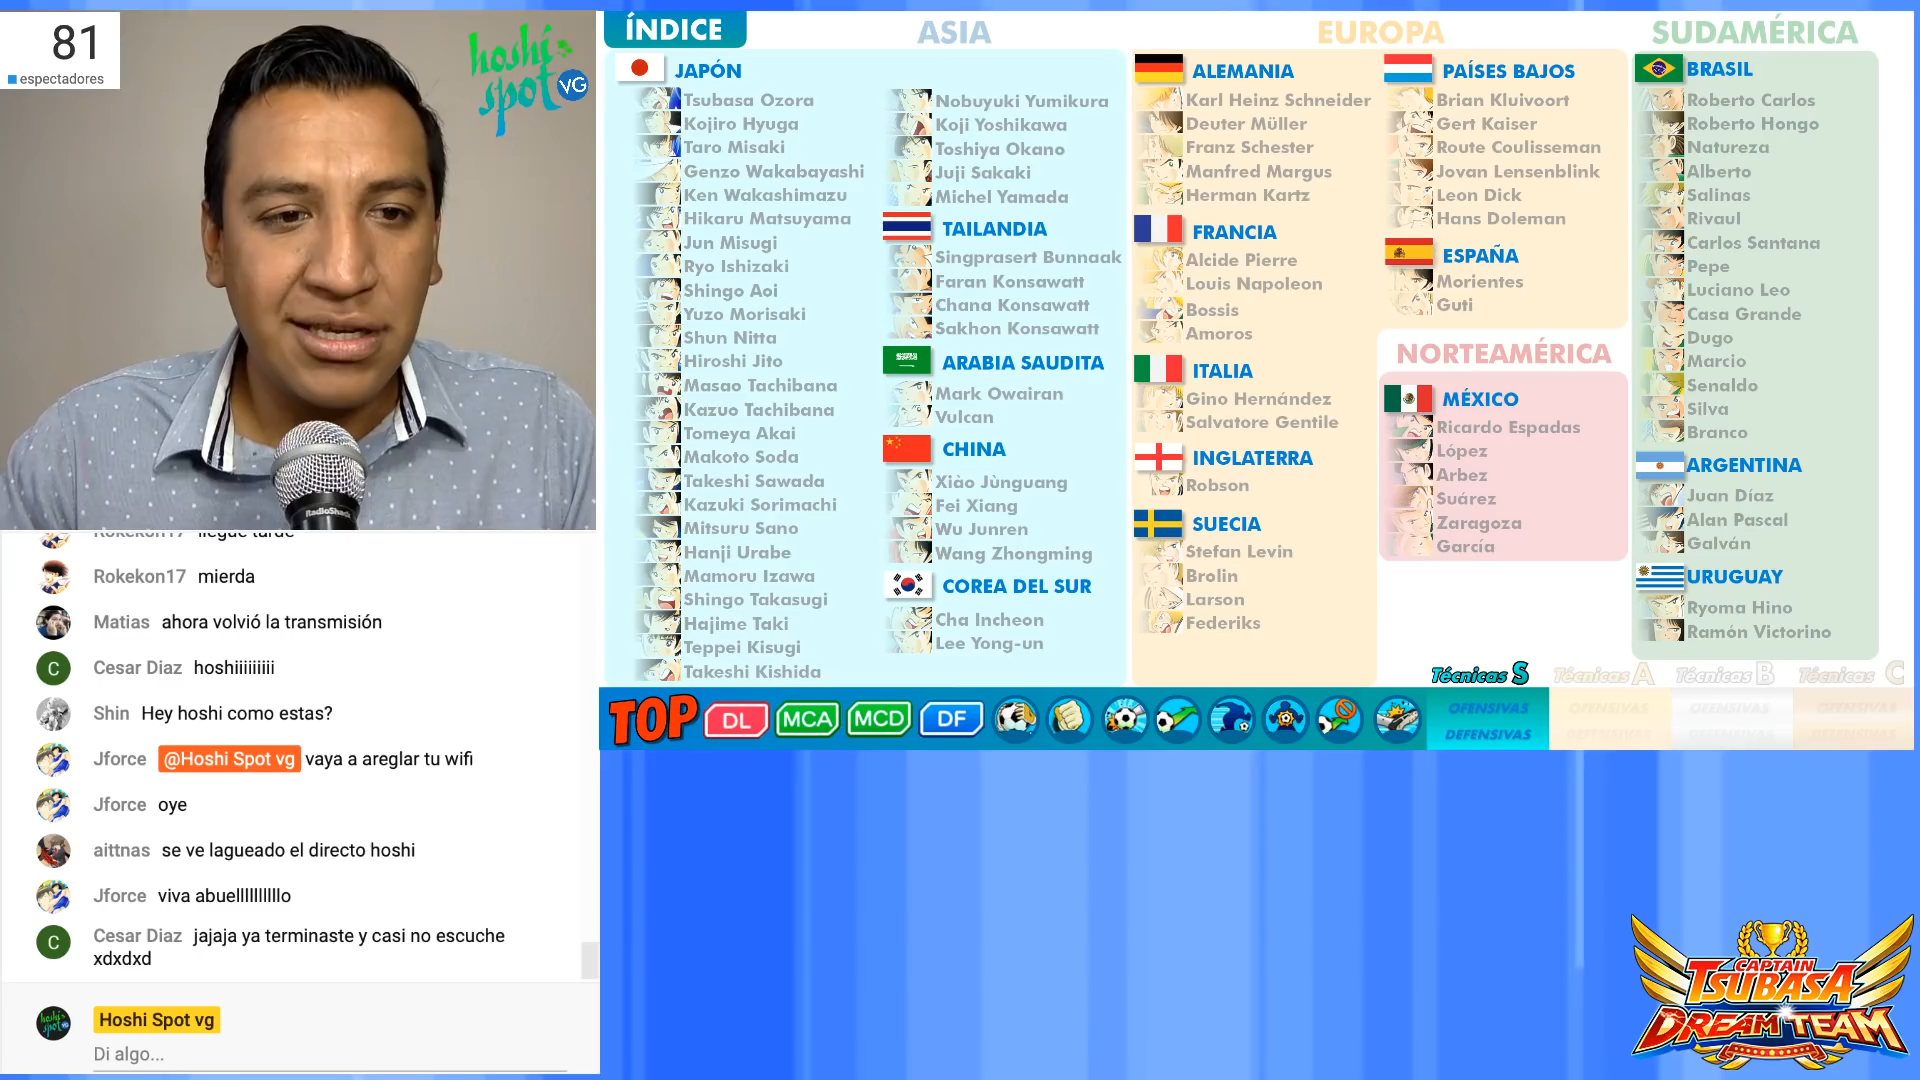 81
espectadores
hoshi
spot
VG
RadioShack
Rokekon17 llegue tarde
Rokekon17 mierda
Matias ahora volvió la transmisión
C
Cesar Diaz hoshiiiiiiiii
Shin Hey hoshi como estas?
Jforce @Hoshi Spot vg vaya a areglar tu wifi
Jforce oye
aittnas se ve lagueado el directo hoshi
Jforce viva abuellllllllllo
C
Cesar Diaz jajaja ya terminaste y casi no escuche
xdxdxd
Hoshi Spot vg
Di algo...
ÍNDICE
ASIA
JAPÓN
Tsubasa Ozora
Kojiro Hyuga
Taro Misaki
Genzo Wakabayashi
Ken Wakashimazu
Hikaru Matsuyama
Jun Misugi
Ryo Ishizaki
Shingo Aoi
Yuzo Morisaki
Shun Nitta
Hiroshi Jito
Masao Tachibana
Kazuo Tachibana
Tomeya Akai
Makoto Soda
Takeshi Sawada
Kazuki Sorimachi
Mitsuru Sano
Hanji Urabe
Mamoru Izawa
Shingo Takasugi
Hajime Taki
Teppei Kisugi
Takeshi Kishida
Nobuyuki Yumikura
Koji Yoshikawa
Toshiya Okano
Juji Sakaki
Michel Yamada
TAILANDIA
Singprasert Bunnaak
Faran Konsawatt
Chana Konsawatt
Sakhon Konsawatt
ARABIA SAUDITA
Mark Owairan
Vulcan
CHINA
Xiào Jùnguang
Fei Xiang
Wu Junren
Wang Zhongming
COREA DEL SUR
Cha Incheon
Lee Yong-un
EUROPA
ALEMANIA
Karl Heinz Schneider
Deuter Müller
Franz Schester
Manfred Margus
Herman Kartz
FRANCIA
Alcide Pierre
Louis Napoleon
Bossis
Amoros
ITALIA
Gino Hernández
Salvatore Gentile
INGLATERRA
Robson
SUECIA
Stefan Levin
Brolin
Larson
Federiks
PAÍSES BAJOS
Brian Kluivoort
Gert Kaiser
Route Coulisseman
Jovan Lensenblink
Leon Dick
Hans Doleman
ESPAÑA
Morientes
Guti
NORTEAMÉRICA
MÉXICO
Ricardo Espadas
López
Arbez
Suárez
Zaragoza
García
SUDAMÉRICA
BRASIL
Roberto Carlos
Roberto Hongo
Natureza
Alberto
Salinas
Rivaul
Carlos Santana
Pepe
Luciano Leo
Casa Grande
Dugo
Marcio
Senaldo
Silva
Branco
ARGENTINA
Juan Díaz
Alan Pascal
Galván
URUGUAY
Ryoma Hino
Ramón Victorino
Técnicas S
Técnicas A
Técnicas B
Técnicas C
TOP
DL
MCA
MCD
DF
OFENSIVAS
OFENSIVAS
OFENSIVAS
OFENSIVAS
DEFENSIVAS
DEFENSIVAS
DEFENSIVAS
DEFENSIVAS
CAPTAIN
TSUBASA
DREAM TEAM